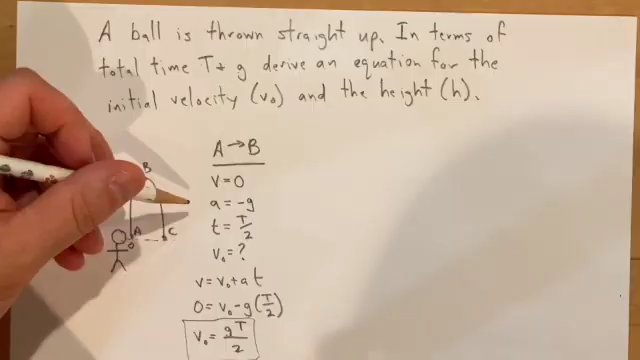 A ball is thrown straight up. In terms of
total time T + g derive an equation for the
initial velocity (v₀) and the height (h).
A → B
v = 0
a = -g
t = T/2
v₀ = ?
v = v₀ + a t
0 = v₀ - g(T/2)
v₀ = gT/2
B
A
C